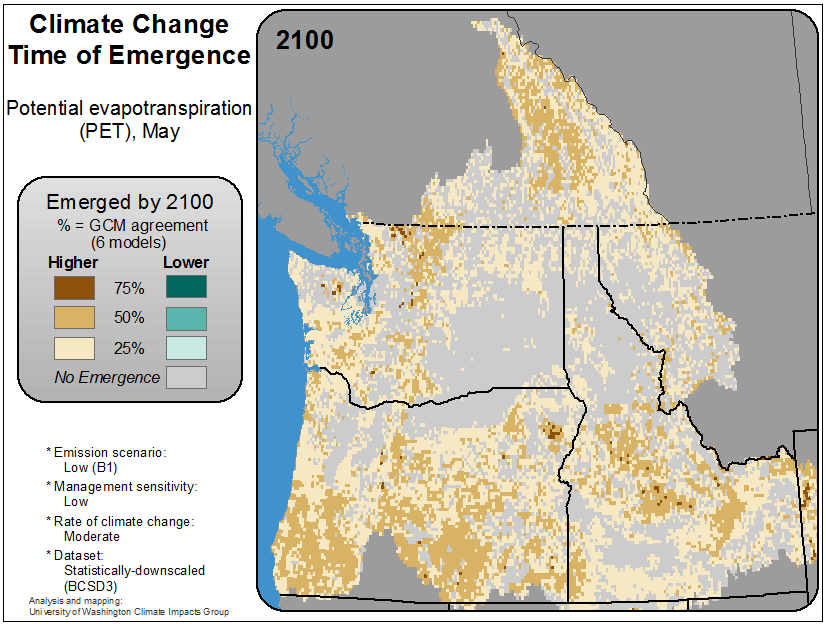 Climate Change
Time of Emergence
Potential evapotranspiration
(PET), May
2100
Emerged by 2100
% = GCM agreement
(6 models)
Higher Lower
75%
50%
25%
No Emergence
* Emission scenario:
Low (B1)
* Management sensitivity:
Low
* Rate of climate change:
Moderate
* Dataset:
Statistically-downscaled
(BCSD3)
Analysis and mapping:
University of Washington Climate Impacts Group